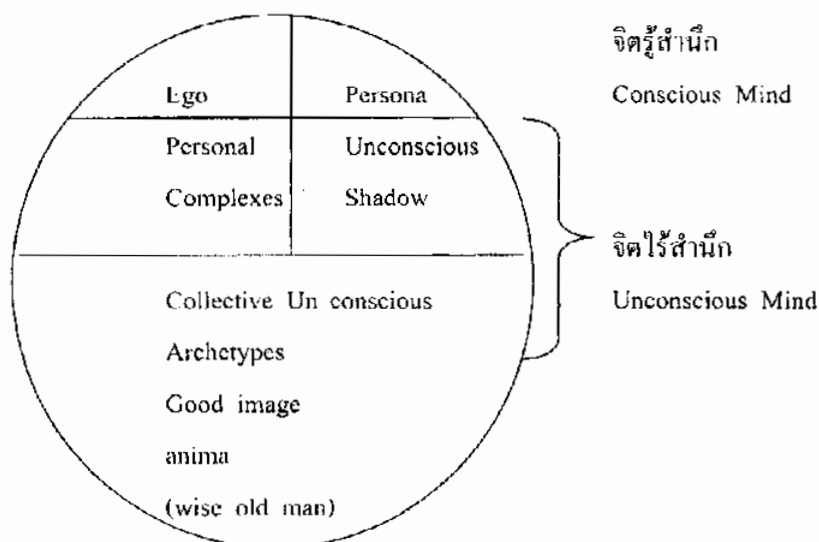 จิตรู้สำนึก
Ego Persona Conscious Mind
Personal Unconscious
Complexes Shadow
จิตไร้สำนึก
Collective Un conscious Unconscious Mind
Archetypes
Good image
anima
(wise old man)